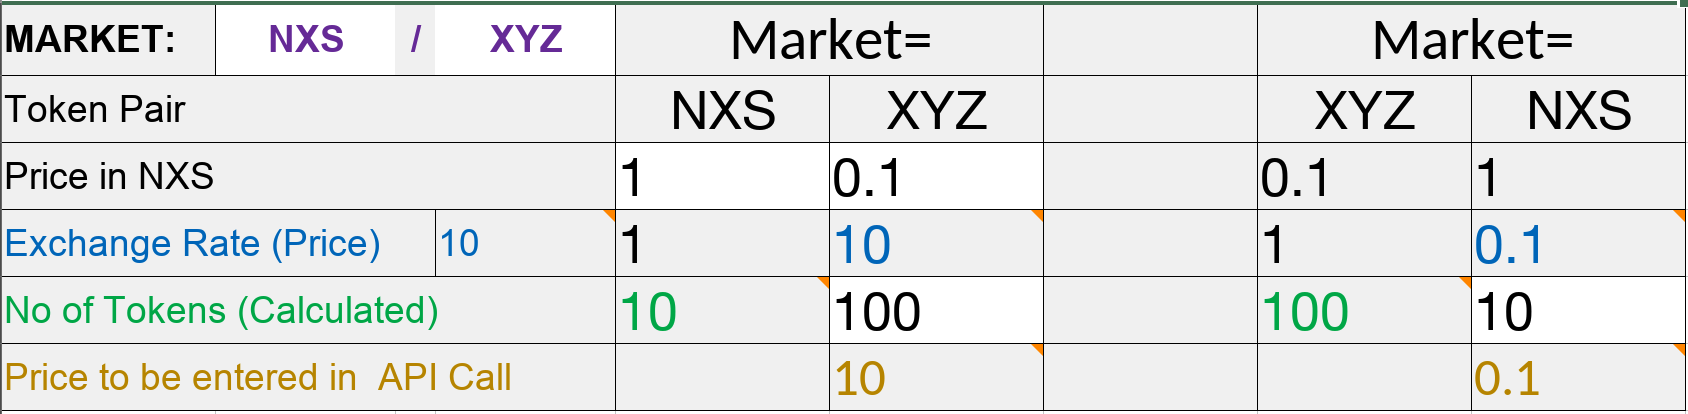 MARKET: NXS / XYZ Market= Market=
Token Pair NXS XYZ XYZ NXS
Price in NXS 1 0.1 0.1 1
Exchange Rate (Price) 10 1 10 1 0.1
No of Tokens (Calculated) 10 100 100 10
Price to be entered in  API Call 10 0.1